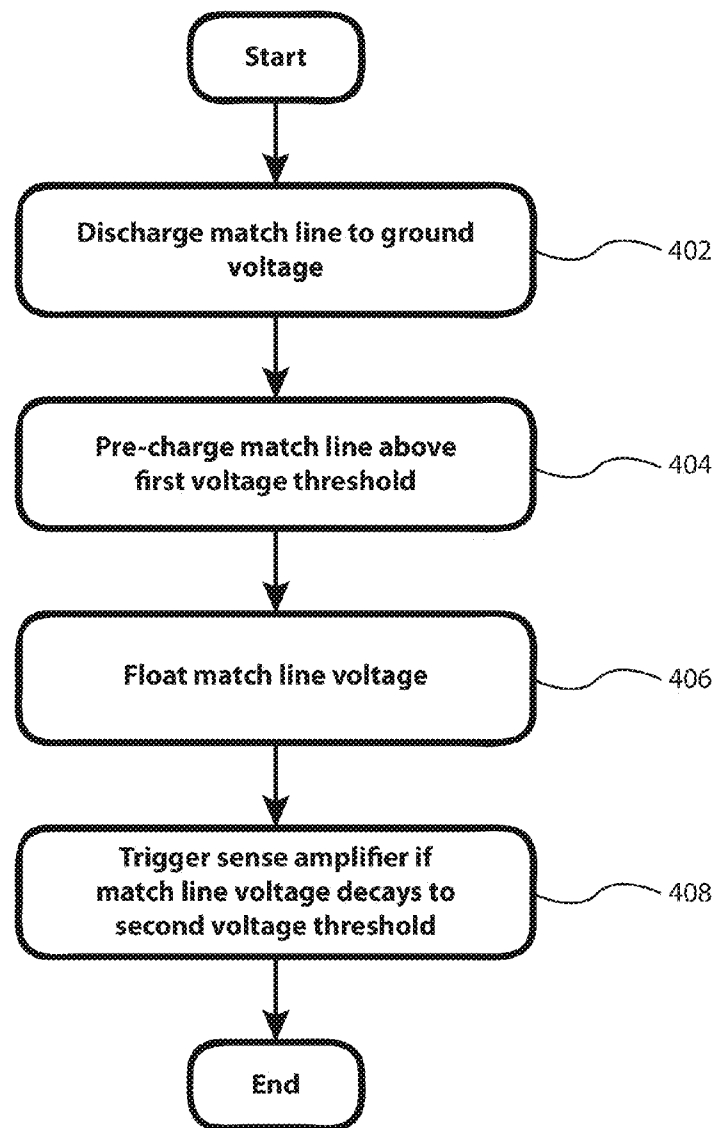 Start
Discharge match line to ground
voltage
402
Pre-charge match line above
first voltage threshold
404
Float match line voltage
406
Trigger sense amplifier if
match line voltage decays to
second voltage threshold
408
End